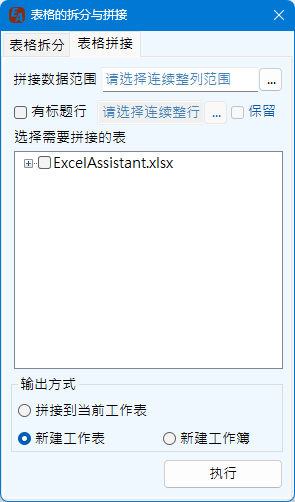 表格的拆分与拼接
表格拆分 表格拼接
拼接数据范围 请选择连续整列范围 ...
有标题行 请选择连续整行 ... 保留
选择需要拼接的表
ExcelAssistant.xlsx
输出方式
拼接到当前工作表
新建工作表 新建工作簿
执行